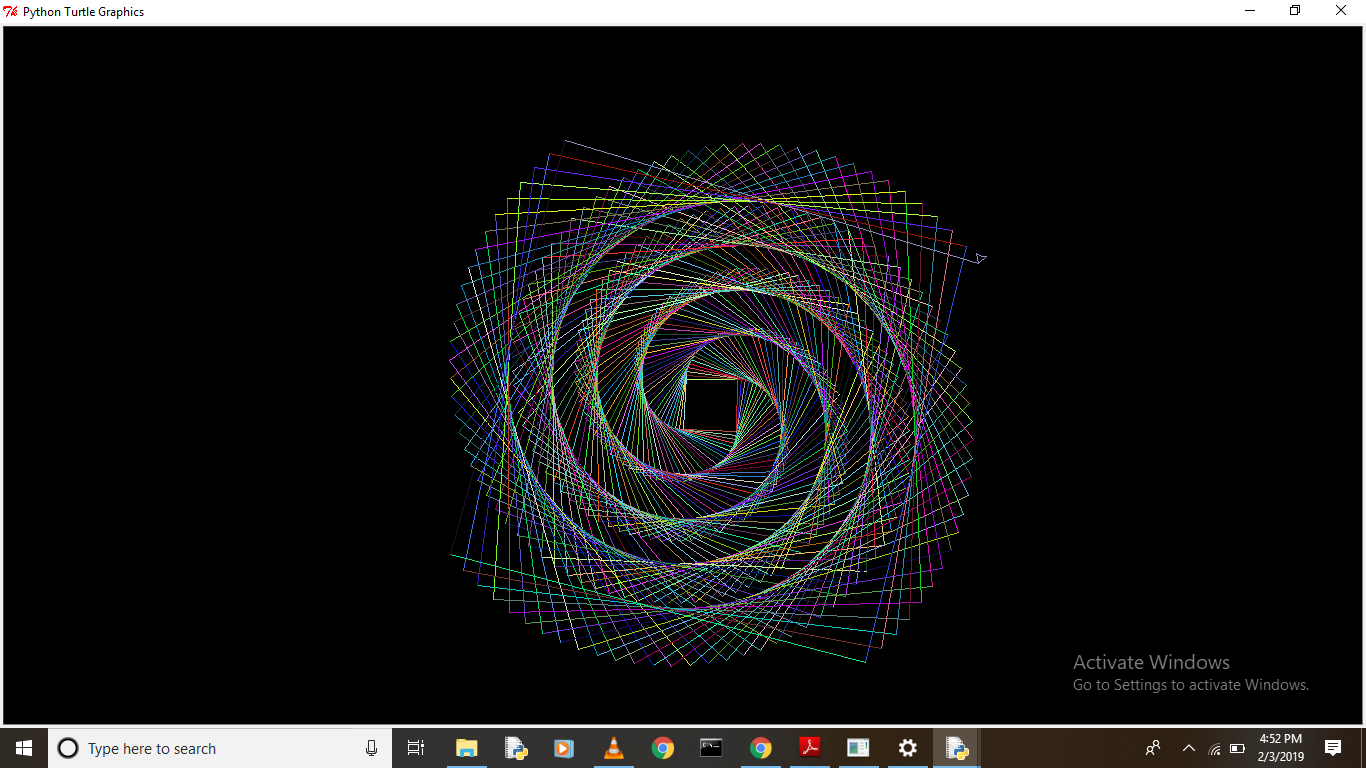 Python Turtle Graphics
Activate Windows
Go to Settings to activate Windows.
Type here to search
4:52 PM
2/3/2019